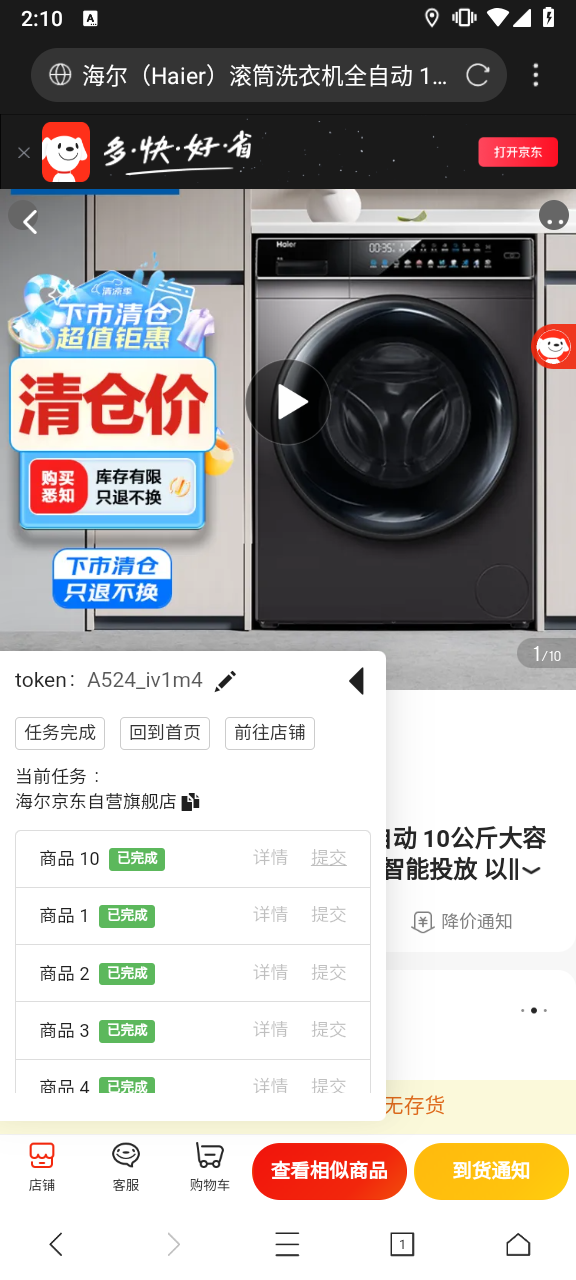 2:10
海尔（Haier）滚筒洗衣机全自动 1...
多·快·好·省
打开京东
Haier
清凉季
下市清仓
超值钜惠
清仓价
购买
悉知
库存有限
只退不换
下市清仓
只退不换
1/10
token: A524_iv1m4
任务完成
回到首页
前往店铺
当前任务：
海尔京东自营旗舰店
商品 10 已完成 详情 提交
商品 1 已完成 详情 提交
商品 2 已完成 详情 提交
商品 3 已完成 详情 提交
商品 4 已完成 详情 提交
自动 10公斤大容
智能投放 以
降价通知
无存货
店铺
客服
购物车
查看相似商品
到货通知
1